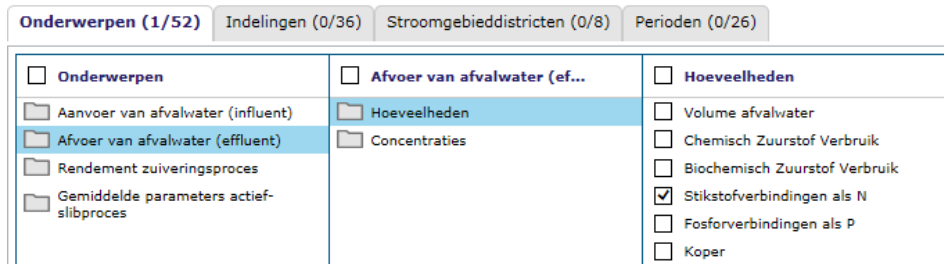 Onderwerpen (1/52)
Indelingen (0/36)
Stroomgebieddistricten (0/8)
Perioden (0/26)
Onderwerpen
Aanvoer van afvalwater (influent)
Afvoer van afvalwater (effluent)
Rendement zuiveringsproces
Gemiddelde parameters actief-
slibproces
Afvoer van afvalwater (ef...
Hoeveelheden
Concentraties
Hoeveelheden
Volume afvalwater
Chemisch Zuurstof Verbruik
Biochemisch Zuurstof Verbruik
Stikstofverbindingen als N
Fosforverbindingen als P
Koper